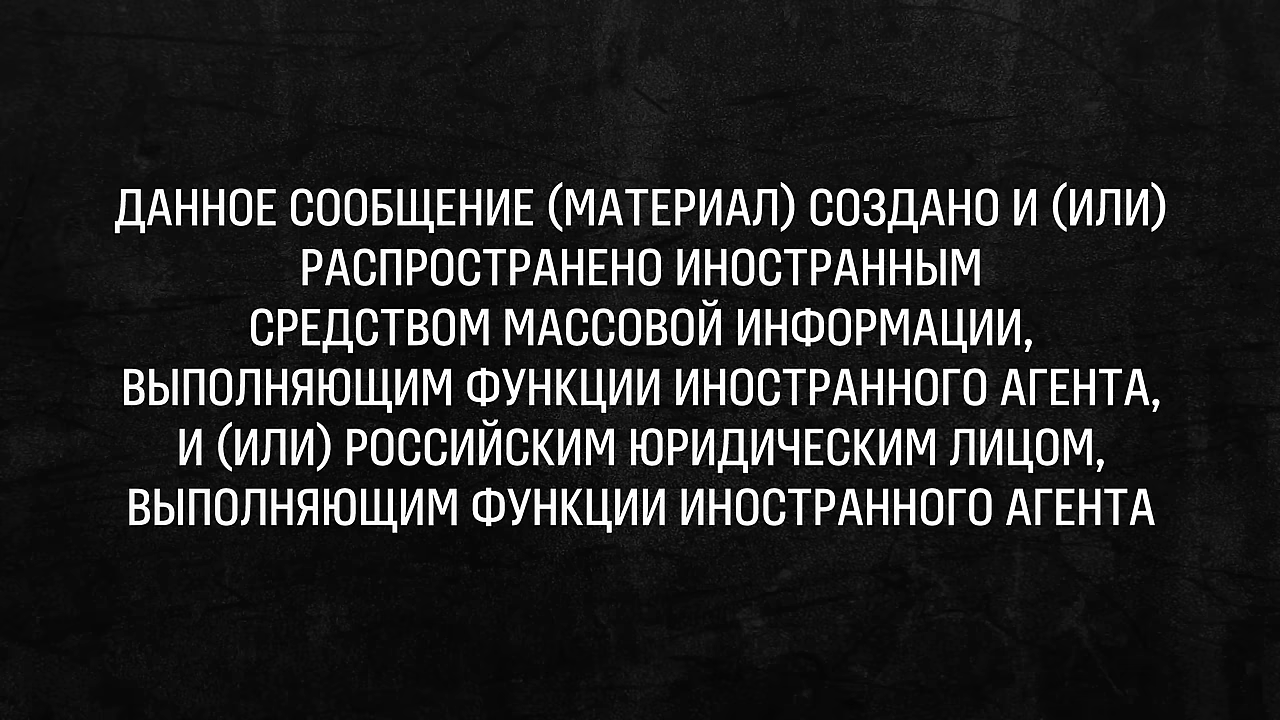 ДАННОЕ СООБЩЕНИЕ (МАТЕРИАЛ) СОЗДАНО И (ИЛИ)
РАСПРОСТРАНЕНО ИНОСТРАННЫМ
СРЕДСТВОМ МАССОВОЙ ИНФОРМАЦИИ,
ВЫПОЛНЯЮЩИМ ФУНКЦИИ ИНОСТРАННОГО АГЕНТА,
И (ИЛИ) РОССИЙСКИМ ЮРИДИЧЕСКИМ ЛИЦОМ,
ВЫПОЛНЯЮЩИМ ФУНКЦИИ ИНОСТРАННОГО АГЕНТА